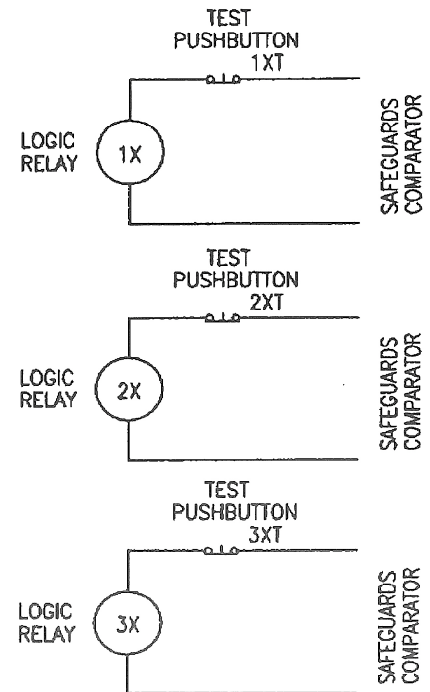 TEST
PUSHBUTTON
1XT
LOGIC
RELAY
1X
SAFEGUARDS
COMPARATOR
TEST
PUSHBUTTON
2XT
LOGIC
RELAY
2X
SAFEGUARDS
COMPARATOR
TEST
PUSHBUTTON
3XT
LOGIC
RELAY
3X
SAFEGUARDS
COMPARATOR